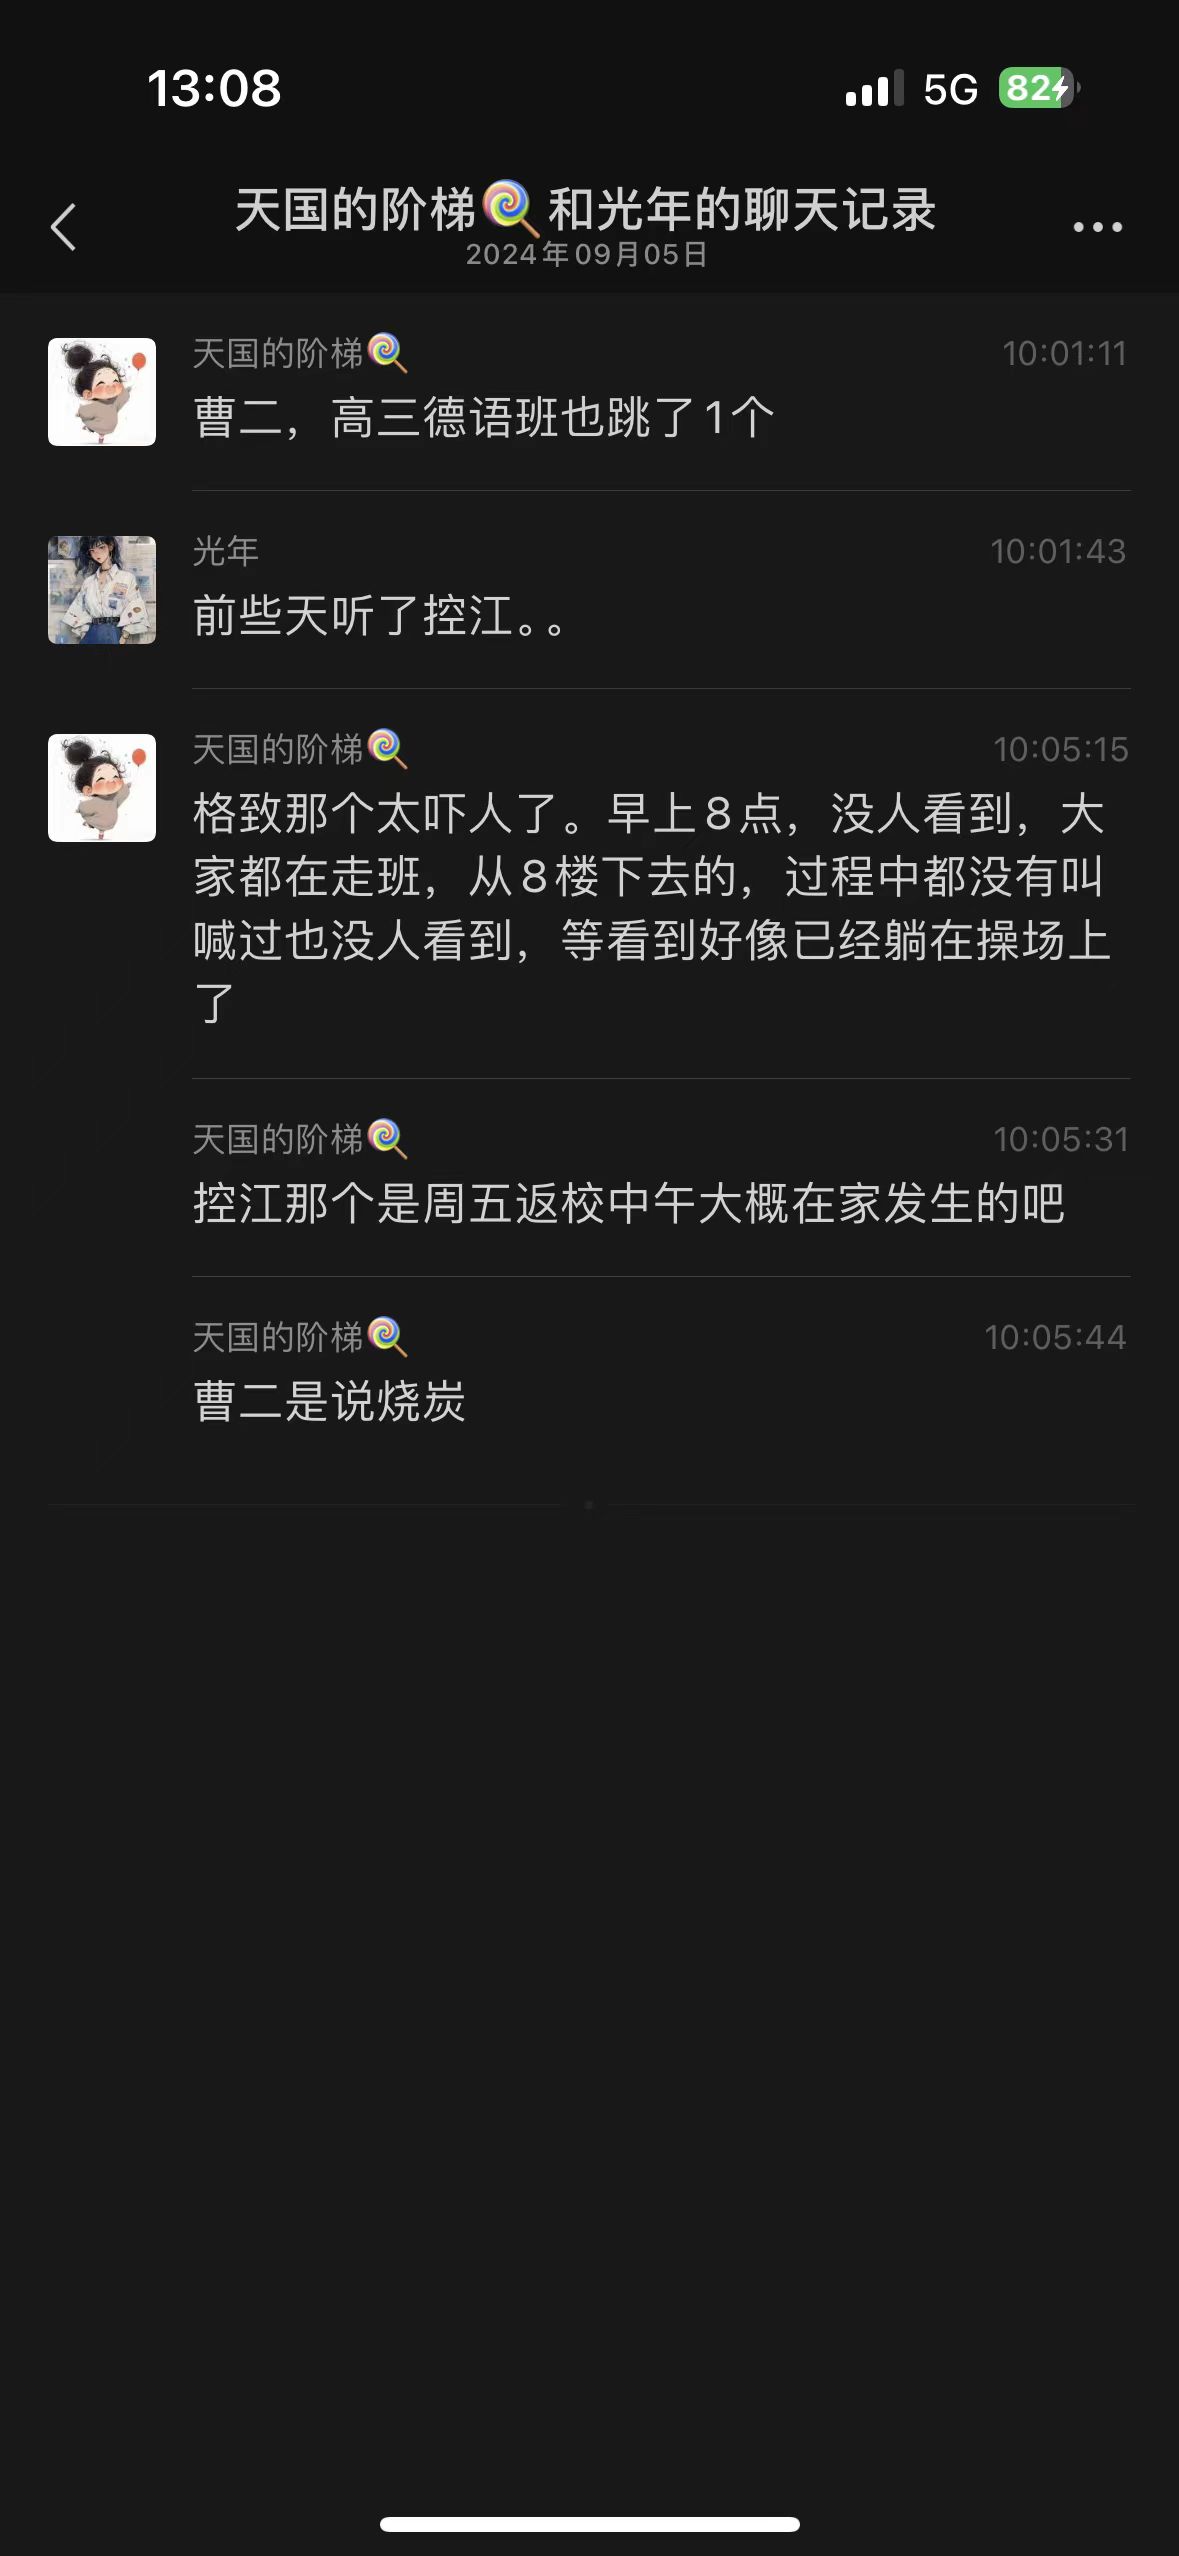 13:08
5G
82
天国的阶梯🍭和光年的聊天记录
2024年09月05日
天国的阶梯🍭
10:01:11
曹二，高三德语班也跳了1个
光年
10:01:43
前些天听了控江。。
天国的阶梯🍭
10:05:15
格致那个太吓人了。早上8点，没人看到，大
家都在走班，从8楼下去的，过程中都没有叫
喊过也没人看到，等看到好像已经躺在操场上
了
天国的阶梯🍭
10:05:31
控江那个是周五返校中午大概在家发生的吧
天国的阶梯🍭
10:05:44
曹二是说烧炭